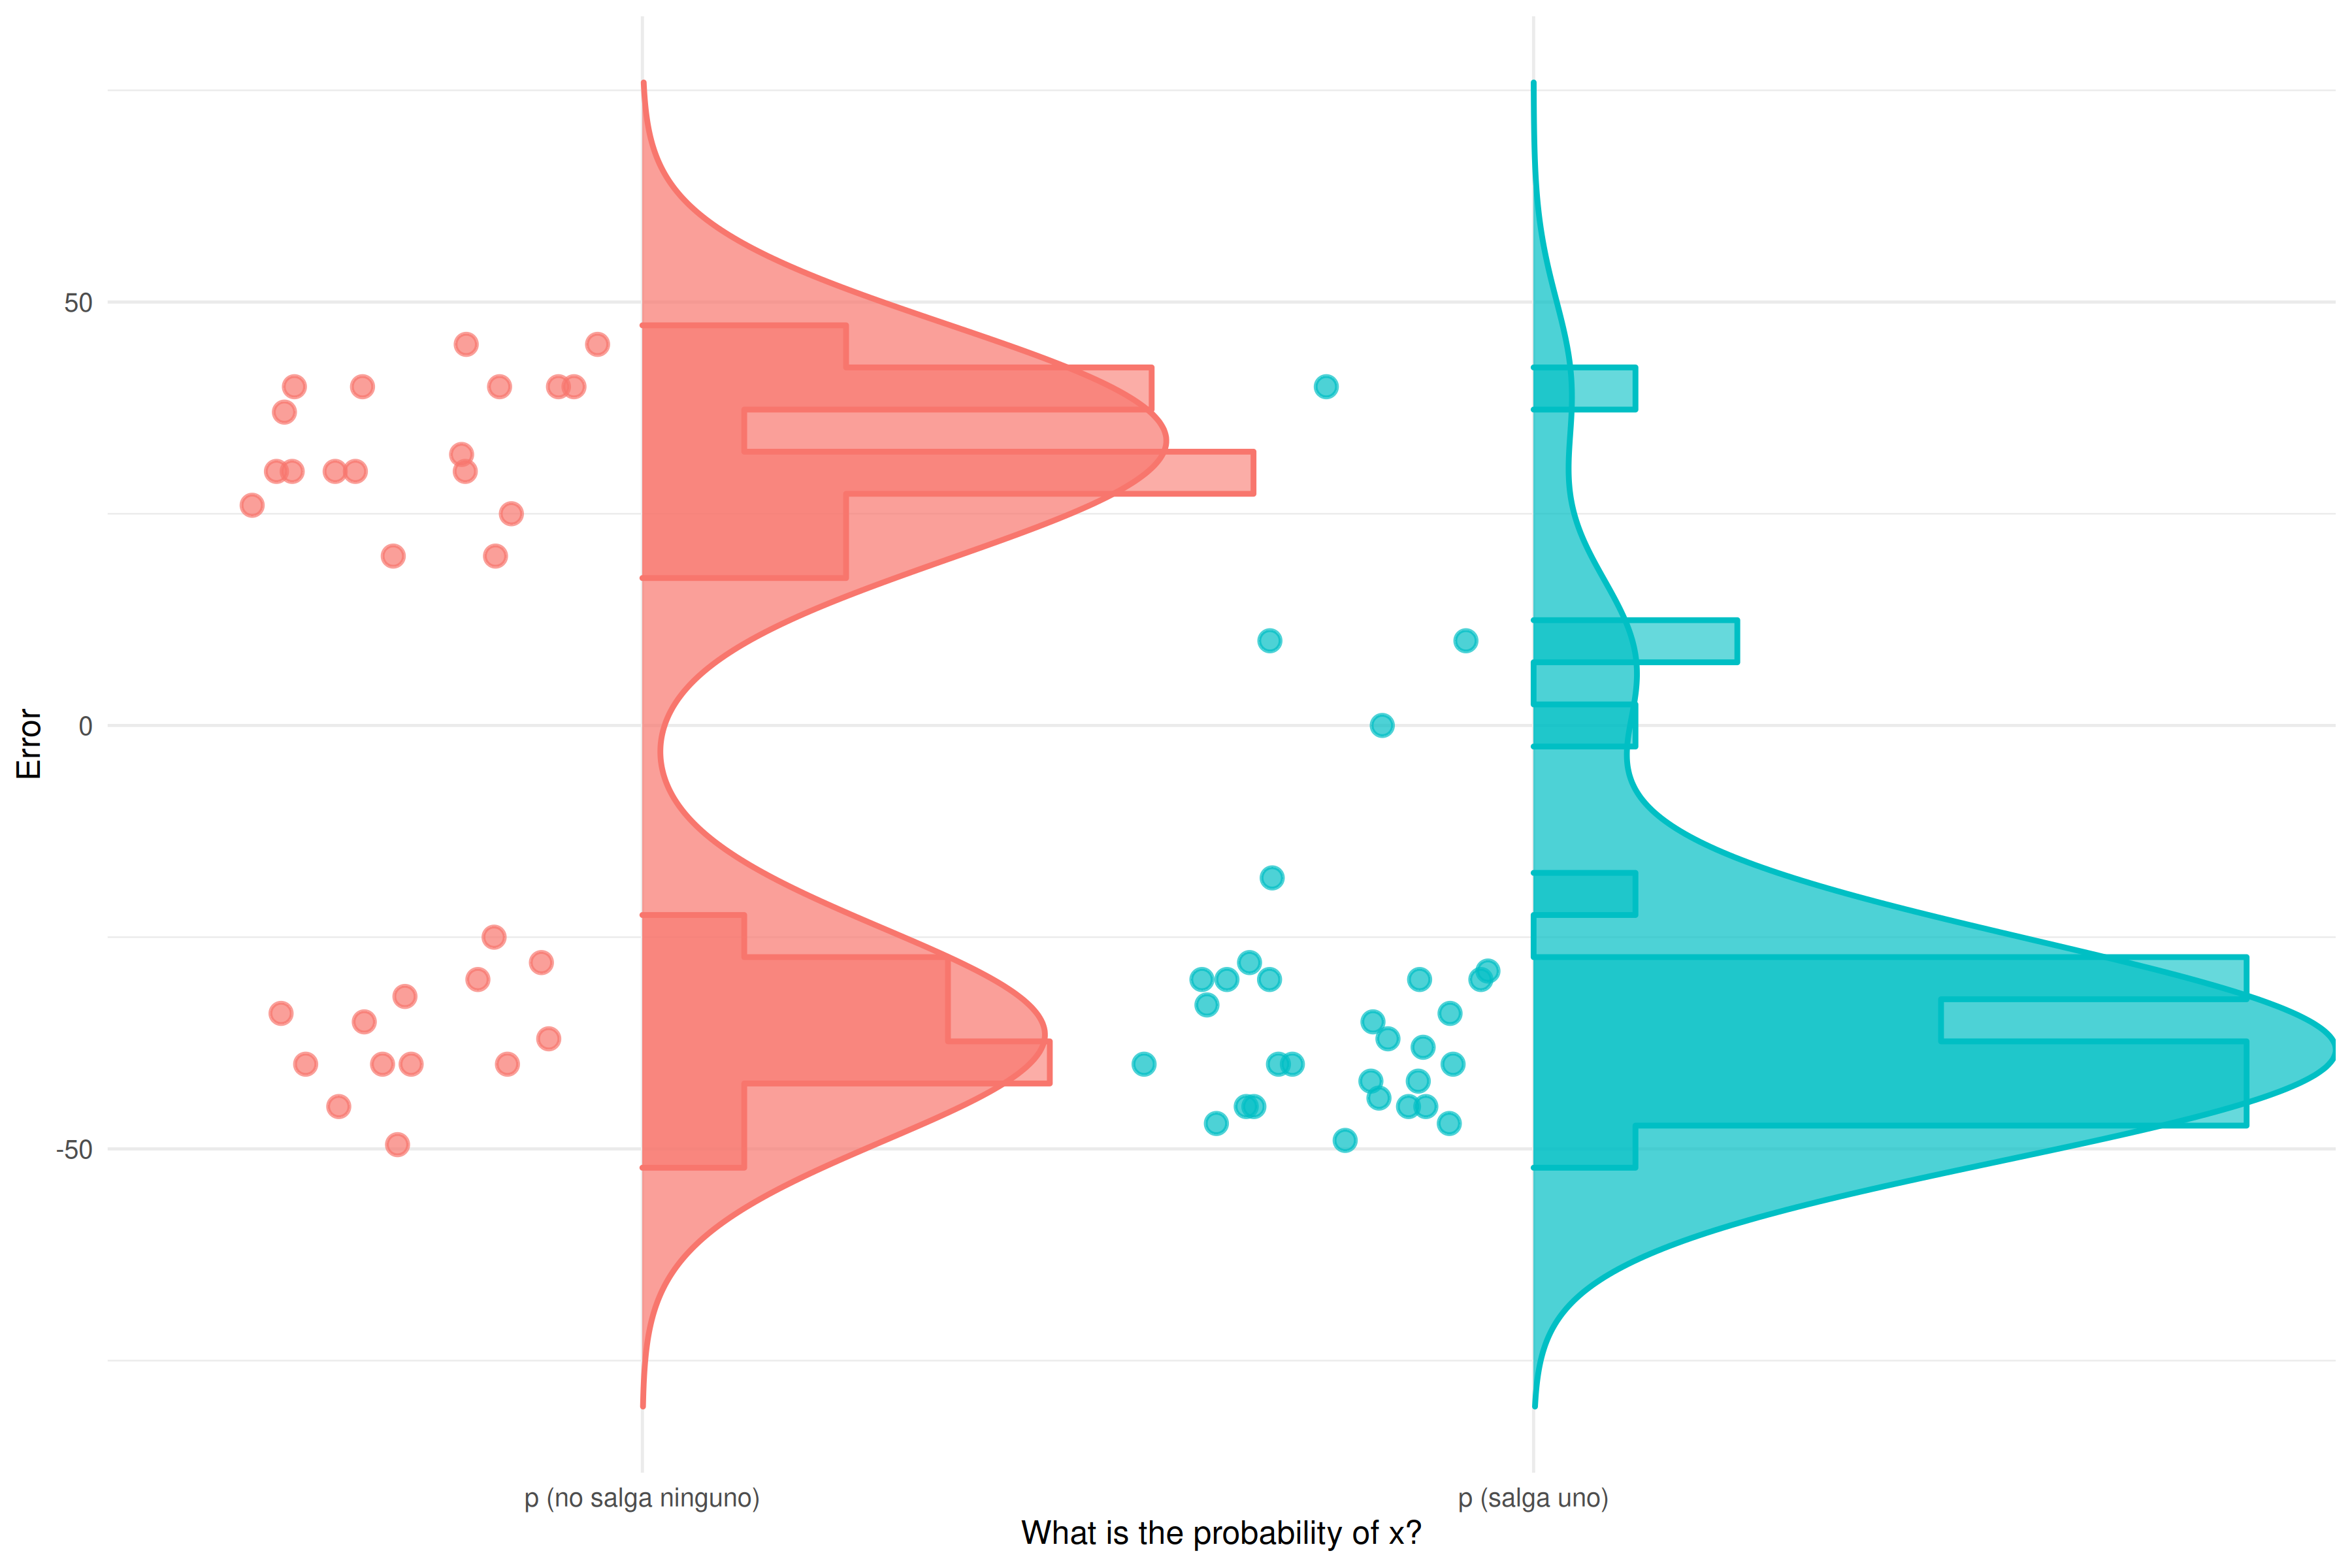 50
0
-50
Error
p (no salga ninguno)
p (salga uno)
What is the probability of x?